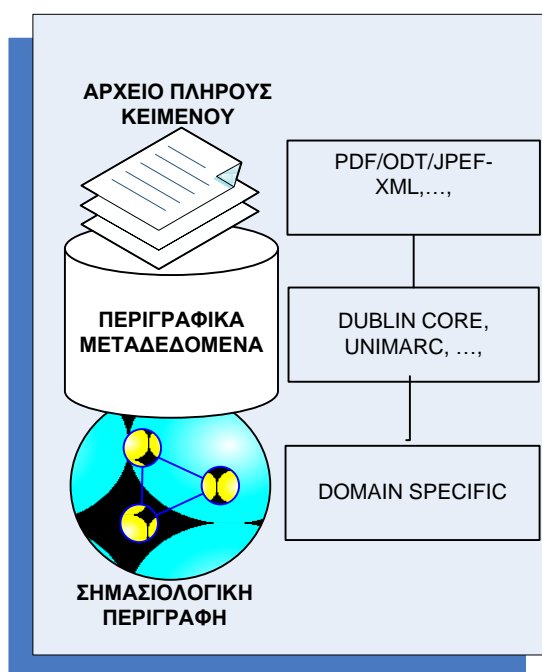 ΑΡΧΕΙΟ ΠΛΗΡΟΥΣ
ΚΕΙΜΕΝΟΥ
PDF/ODT/JPEF-
XML,...,
ΠΕΡΙΓΡΑΦΙΚΑ
ΜΕΤΑΔΕΔΟΜΕΝΑ
DUBLIN CORE,
UNIMARC, ...,
DOMAIN SPECIFIC
ΣΗΜΑΣΙΟΛΟΓΙΚΗ
ΠΕΡΙΓΡΑΦΗ